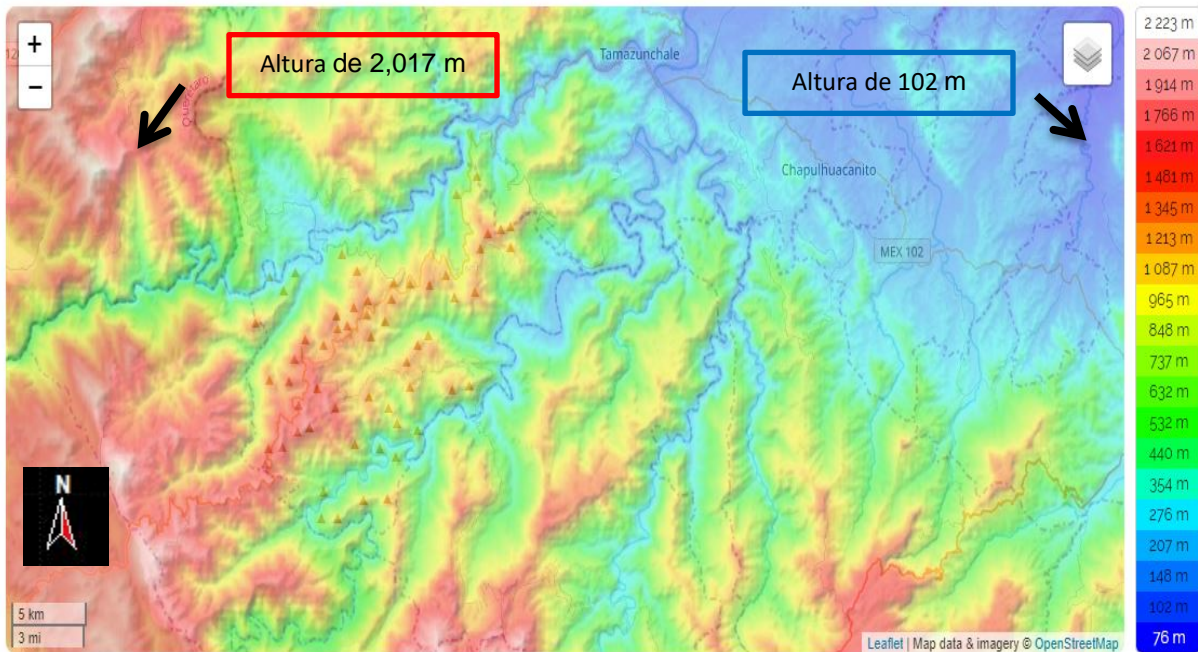 +
−
Altura de 2,017 m
Altura de 102 m
Tamazunchale
Querétaro
Chapulhuacanito
MEX 102
N
5 km
3 mi
Leaflet | Map data & imagery © OpenStreetMap
2 223 m
2 067 m
1 914 m
1 766 m
1 621 m
1 481 m
1 345 m
1 213 m
1 087 m
965 m
848 m
737 m
632 m
532 m
440 m
354 m
276 m
207 m
148 m
102 m
76 m